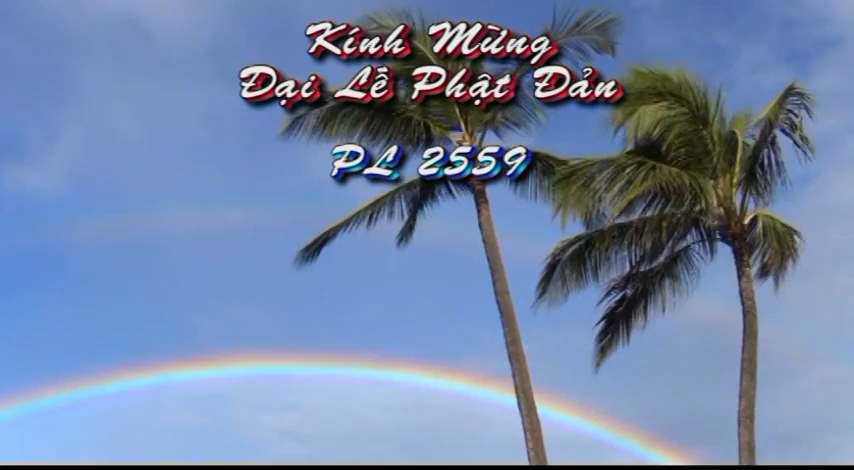 Kính Mừng
Đại Lễ Phật Đản
PL 2559